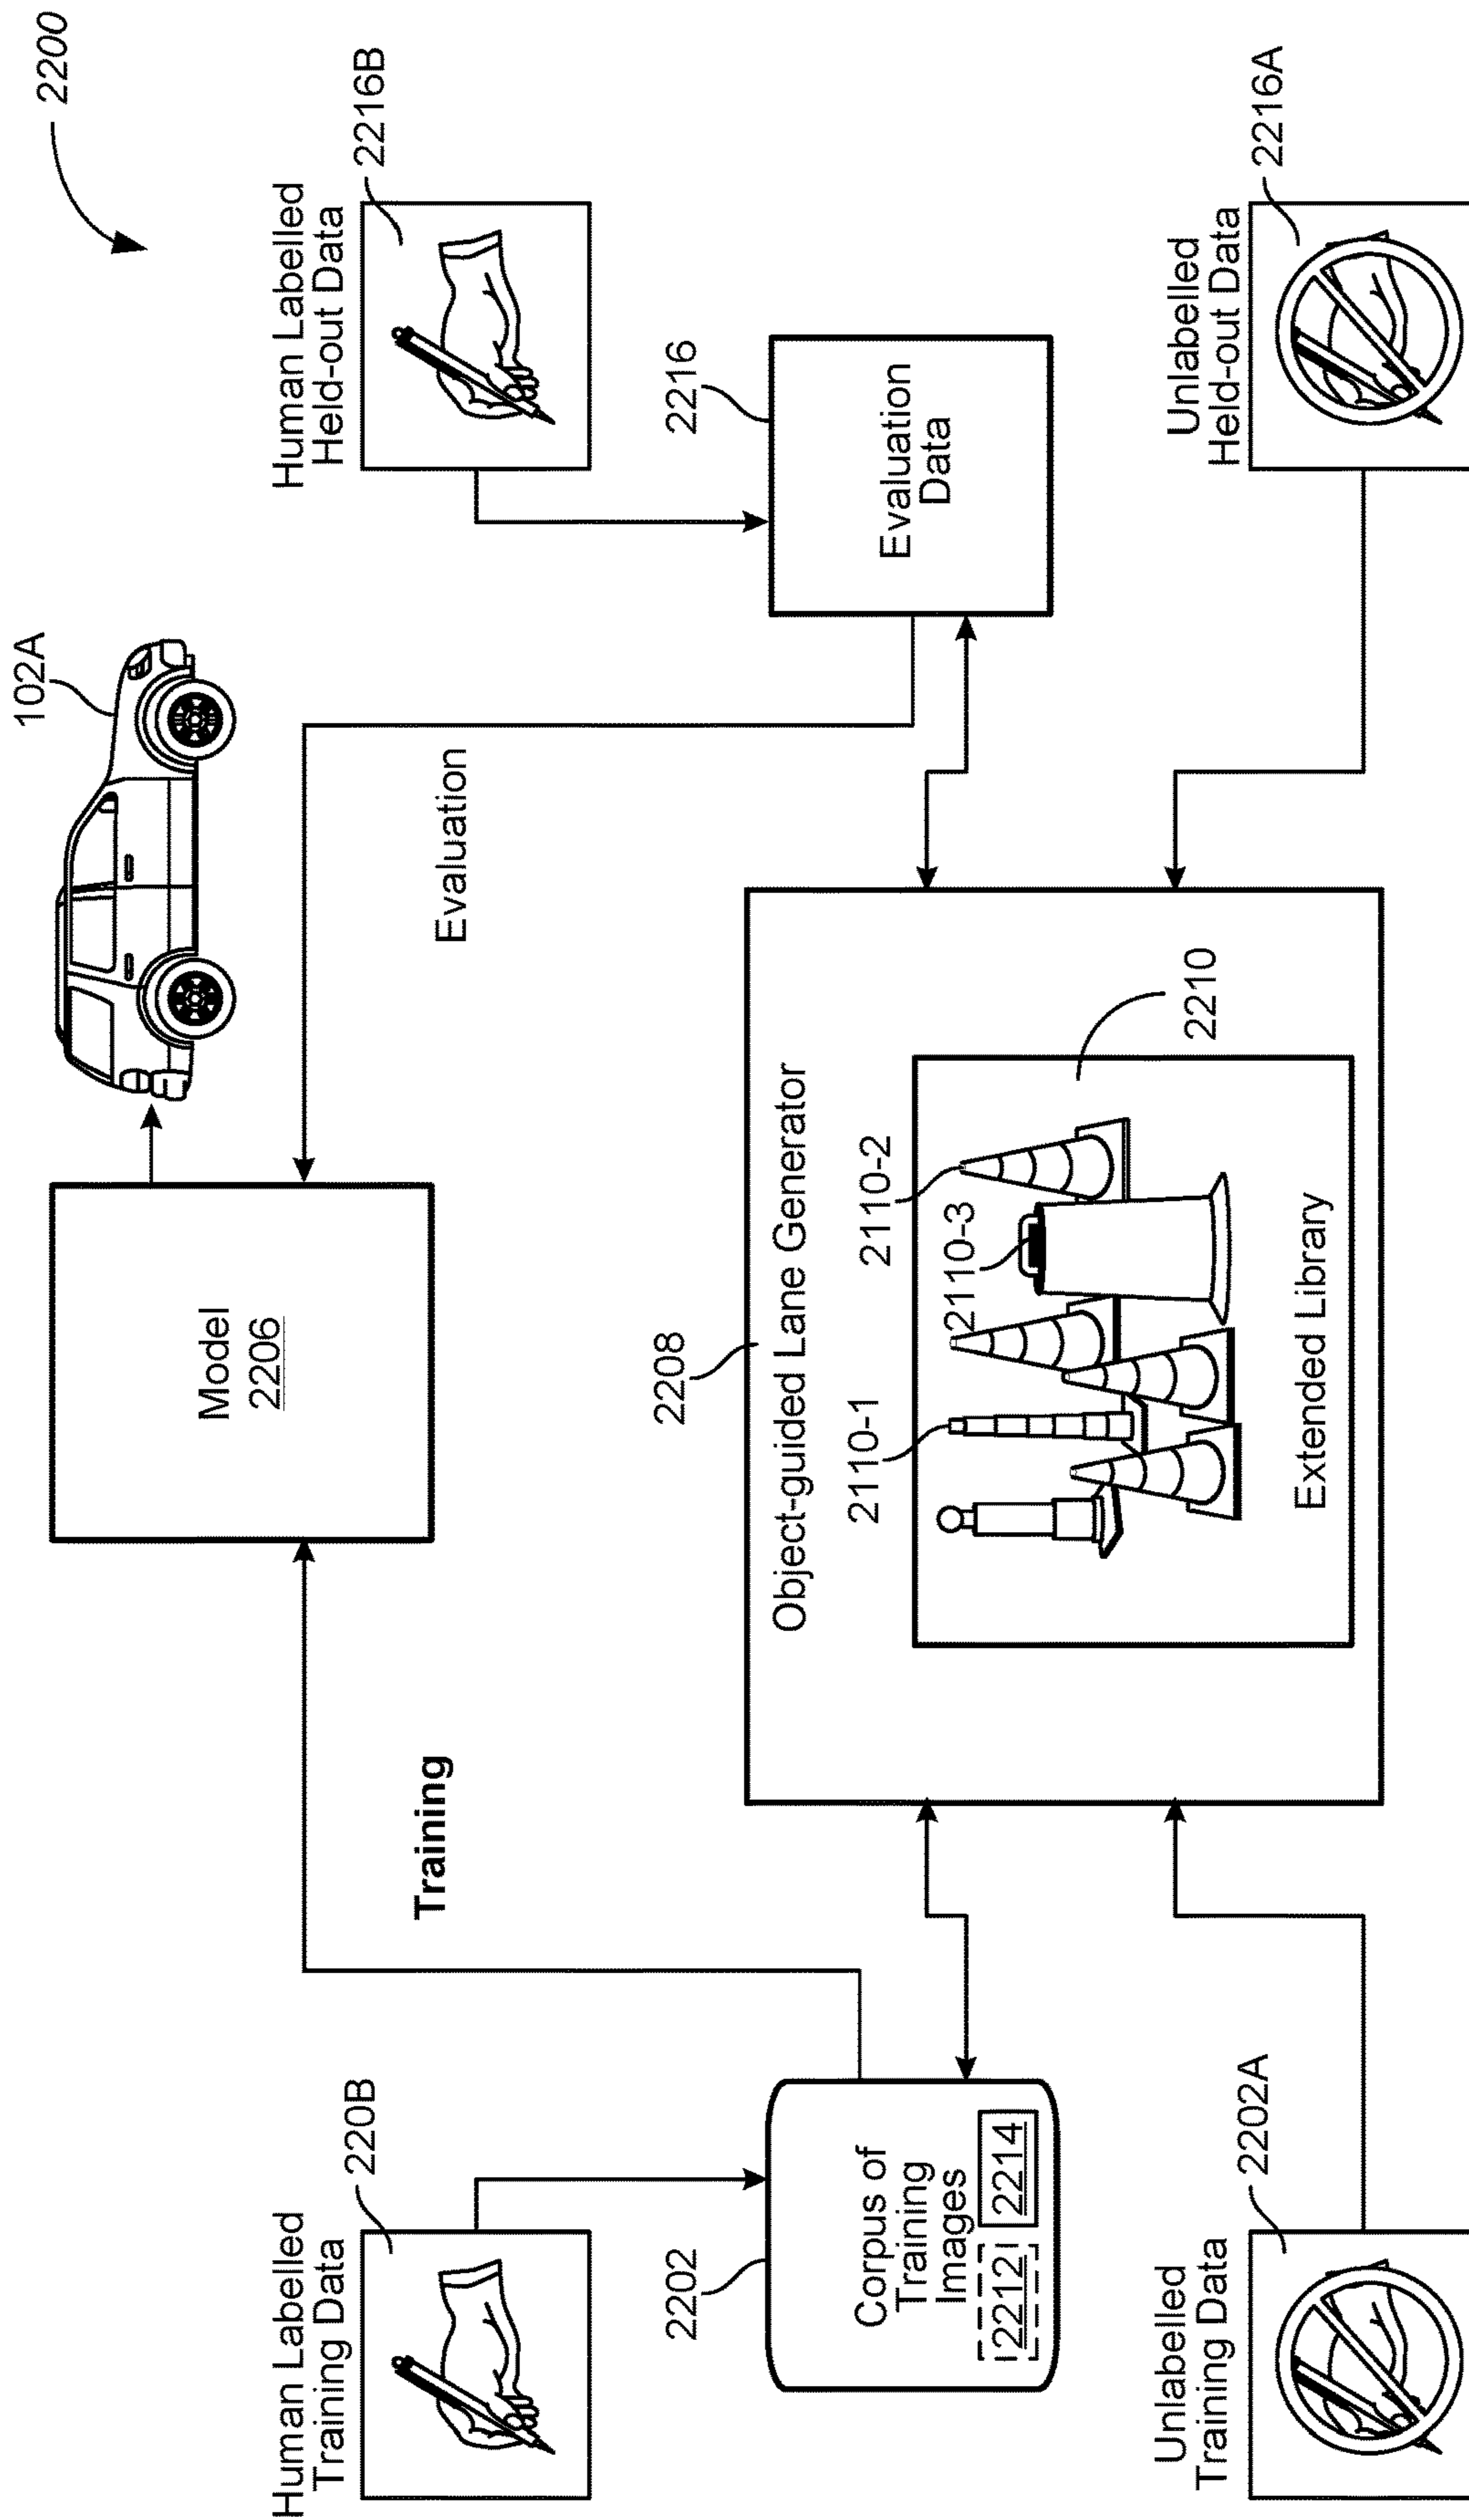 2200
102A
Human Labelled
Training Data
220B
Training
Model
2206
Evaluation
Human Labelled
Held-out Data
2216B
2202
Corpus of
Training
Images
2212
2214
2208
Object-guided Lane Generator
2110-1
2110-3
2110-2
2210
Extended Library
2216
Evaluation
Data
Unlabelled
Training Data
2202A
Unlabelled
Held-out Data
2216A